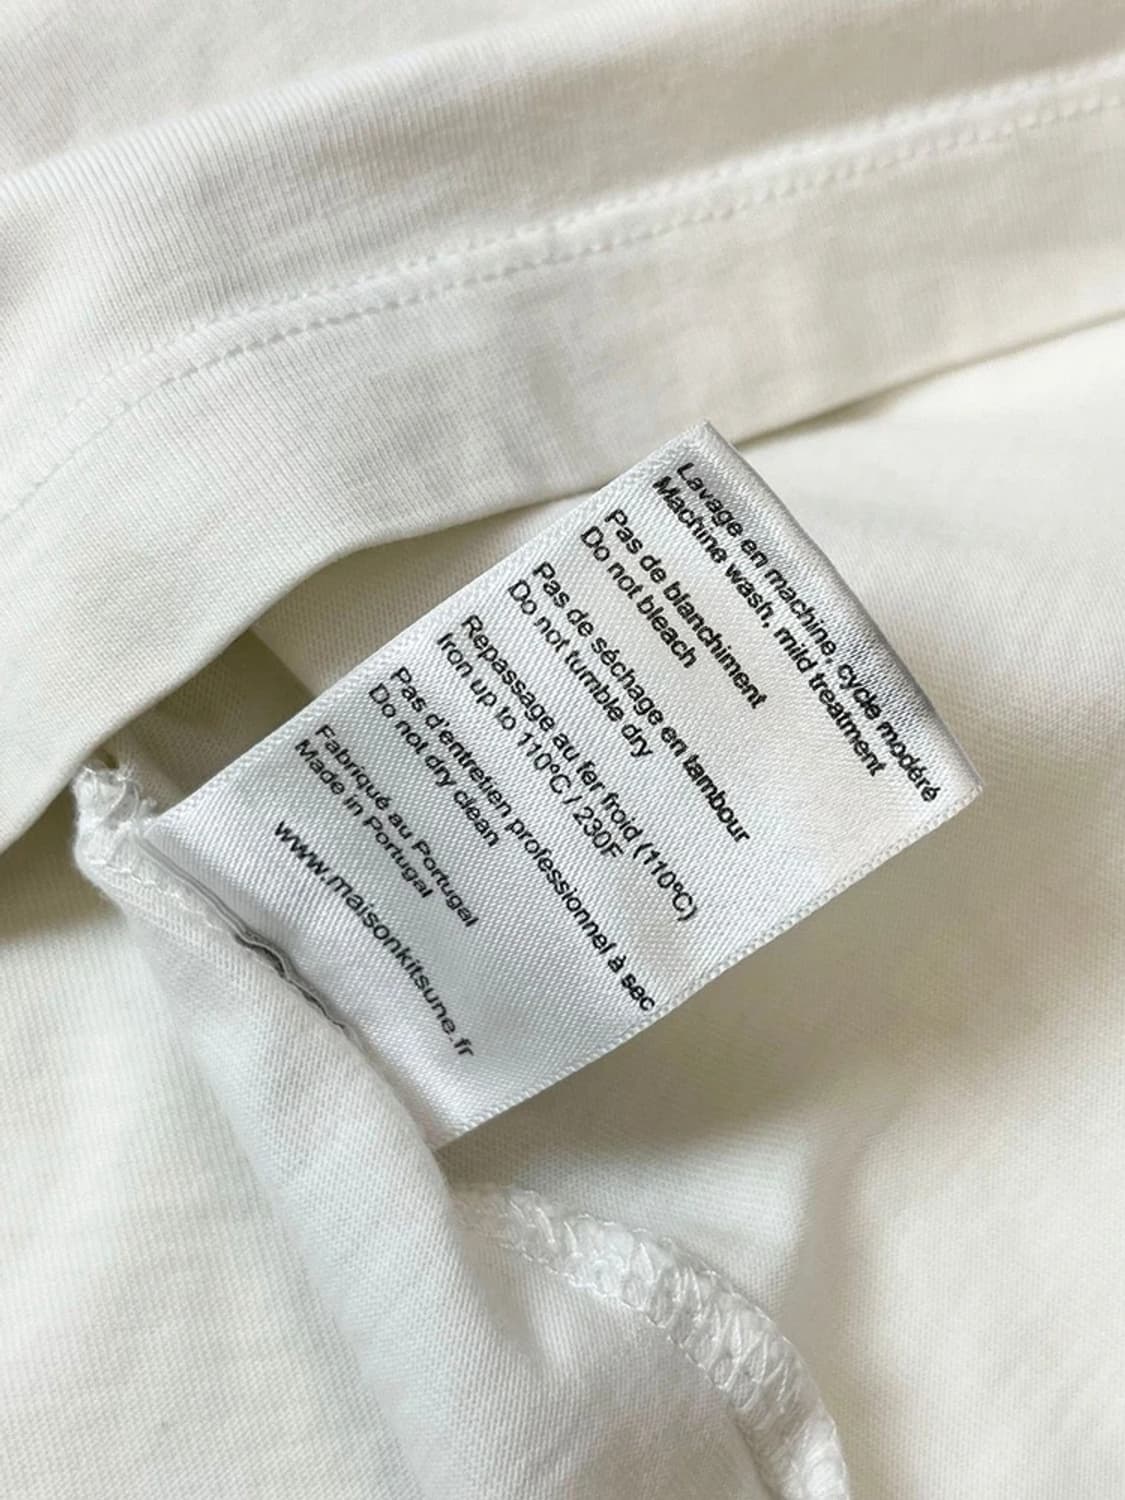 Lavage en machine, cycle modéré
Machine wash, mild treatment
Pas de blanchiment
Do not bleach
Pas de séchage en tambour
Do not tumble dry
Repassage au fer froid (110ºC)
Iron up to 110ºC / 230F
Pas d'entretien professionnel à sec
Do not dry clean
Fabriqué au Portugal
Made in Portugal
www.maisonkitsune.fr